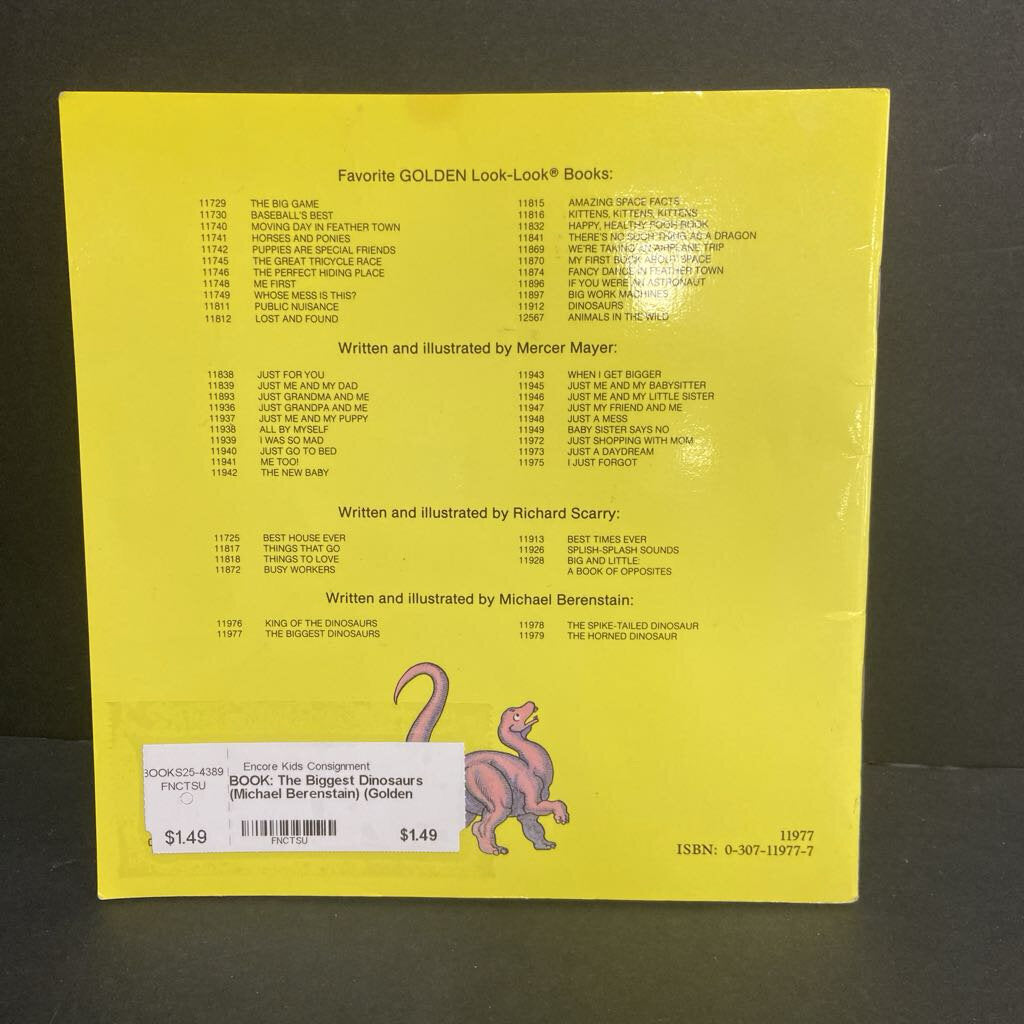 Favorite GOLDEN Look-Look® Books:
11729 THE BIG GAME
11730 BASEBALL'S BEST
11740 MOVING DAY IN FEATHER TOWN
11741 HORSES AND PONIES
11742 PUPPIES ARE SPECIAL FRIENDS
11745 THE GREAT TRICYCLE RACE
11746 THE PERFECT HIDING PLACE
11748 ME FIRST
11749 WHOSE MESS IS THIS?
11811 PUBLIC NUISANCE
11812 LOST AND FOUND
11815 AMAZING SPACE FACTS
11816 KITTENS, KITTENS, KITTENS
11832 HAPPY, HEALTHY POOH BOOK
11841 THERE'S NO SUCH THING AS A DRAGON
11869 WE'RE TAKING AN AIRPLANE TRIP
11870 MY FIRST BOOK ABOUT SPACE
11874 FANCY DANCE IN FEATHER TOWN
11896 IF YOU WERE AN ASTRONAUT
11897 BIG WORK MACHINES
11912 DINOSAURS
12567 ANIMALS IN THE WILD
Written and illustrated by Mercer Mayer:
11838 JUST FOR YOU
11839 JUST ME AND MY DAD
11893 JUST GRANDMA AND ME
11936 JUST GRANDPA AND ME
11937 JUST ME AND MY PUPPY
11938 ALL BY MYSELF
11939 I WAS SO MAD
11940 JUST GO TO BED
11941 ME TOO!
11942 THE NEW BABY
11943 WHEN I GET BIGGER
11945 JUST ME AND MY BABYSITTER
11946 JUST ME AND MY LITTLE SISTER
11947 JUST MY FRIEND AND ME
11948 JUST A MESS
11949 BABY SISTER SAYS NO
11972 JUST SHOPPING WITH MOM
11973 JUST A DAYDREAM
11975 I JUST FORGOT
Written and illustrated by Richard Scarry:
11725 BEST HOUSE EVER
11817 THINGS THAT GO
11818 THINGS TO LOVE
11872 BUSY WORKERS
11913 BEST TIMES EVER
11926 SPLISH-SPLASH SOUNDS
11928 BIG AND LITTLE:
A BOOK OF OPPOSITES
Written and illustrated by Michael Berenstain:
11976 KING OF THE DINOSAURS
11977 THE BIGGEST DINOSAURS
11978 THE SPIKE-TAILED DINOSAUR
11979 THE HORNED DINOSAUR
BOOKS25-4389
FNCTSU
$1.49
Encore Kids Consignment
BOOK: The Biggest Dinosaurs
(Michael Berenstain) (Golden
FNCTSU
$1.49
11977
ISBN: 0-307-11977-7